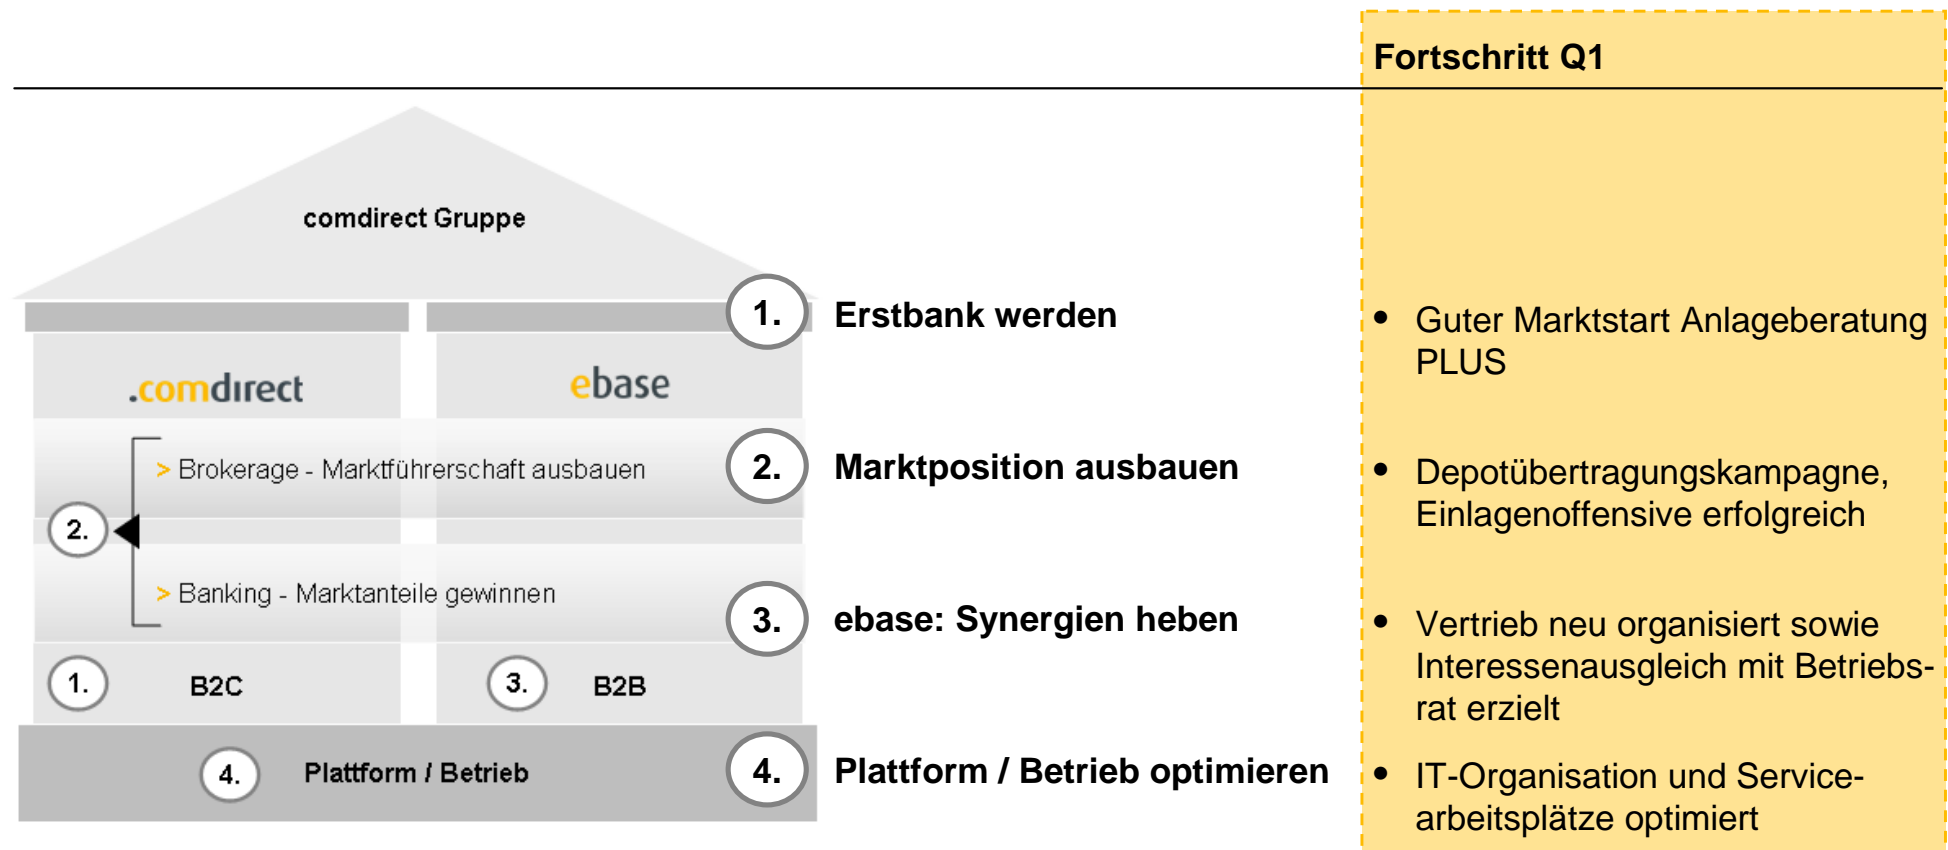 Fortschritt Q1
comdirect Gruppe
.comdirect
ebase
2.
> Brokerage - Marktführerschaft ausbauen
> Banking - Marktanteile gewinnen
1. B2C
3. B2B
4. Plattform / Betrieb
1. Erstbank werden
• Guter Marktstart Anlageberatung
PLUS
2. Marktposition ausbauen
• Depotübertragungskampagne,
Einlagenoffensive erfolgreich
3. ebase: Synergien heben
• Vertrieb neu organisiert sowie
Interessenausgleich mit Betriebs-
rat erzielt
4. Plattform / Betrieb optimieren
• IT-Organisation und Service-
arbeitsplätze optimiert